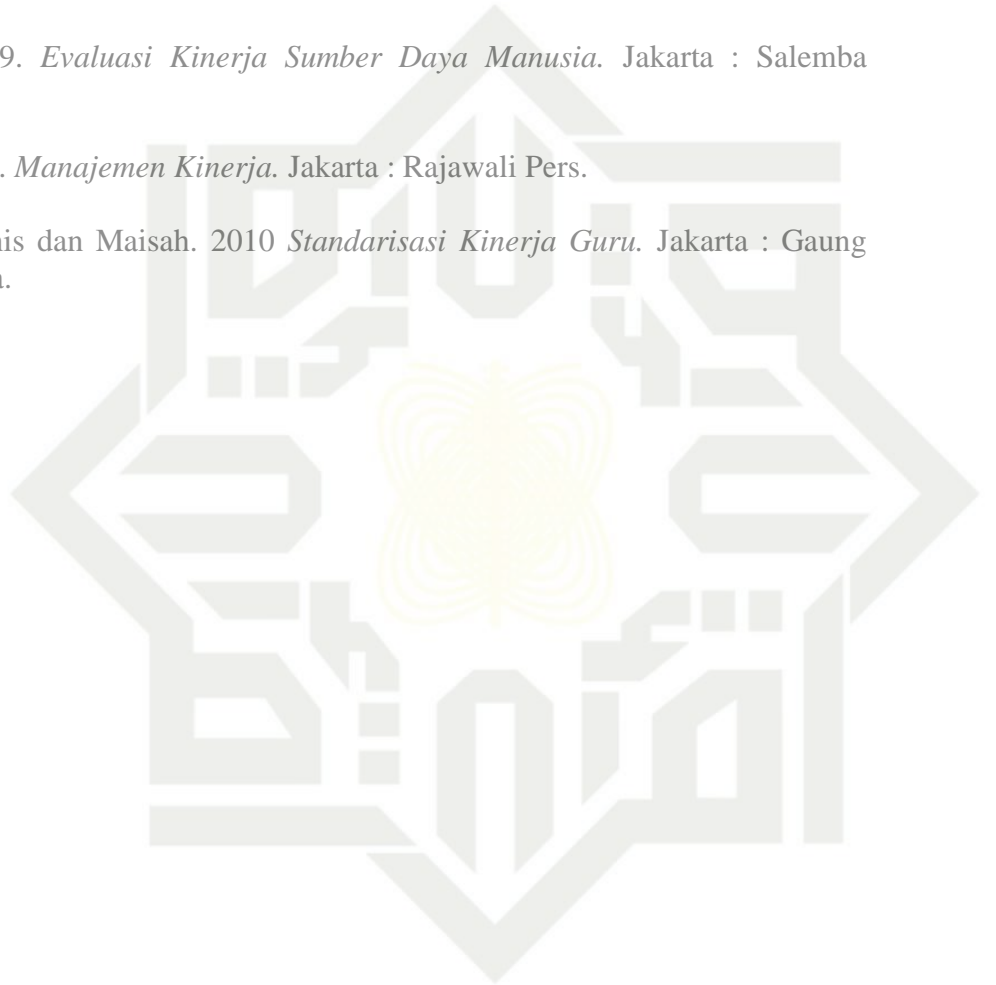 9. Evaluasi Kinerja Sumber Daya Manusia. Jakarta : Salemba
. Manajemen Kinerja. Jakarta : Rajawali Pers.
nis dan Maisah. 2010 Standarisasi Kinerja Guru. Jakarta : Gaung
a.